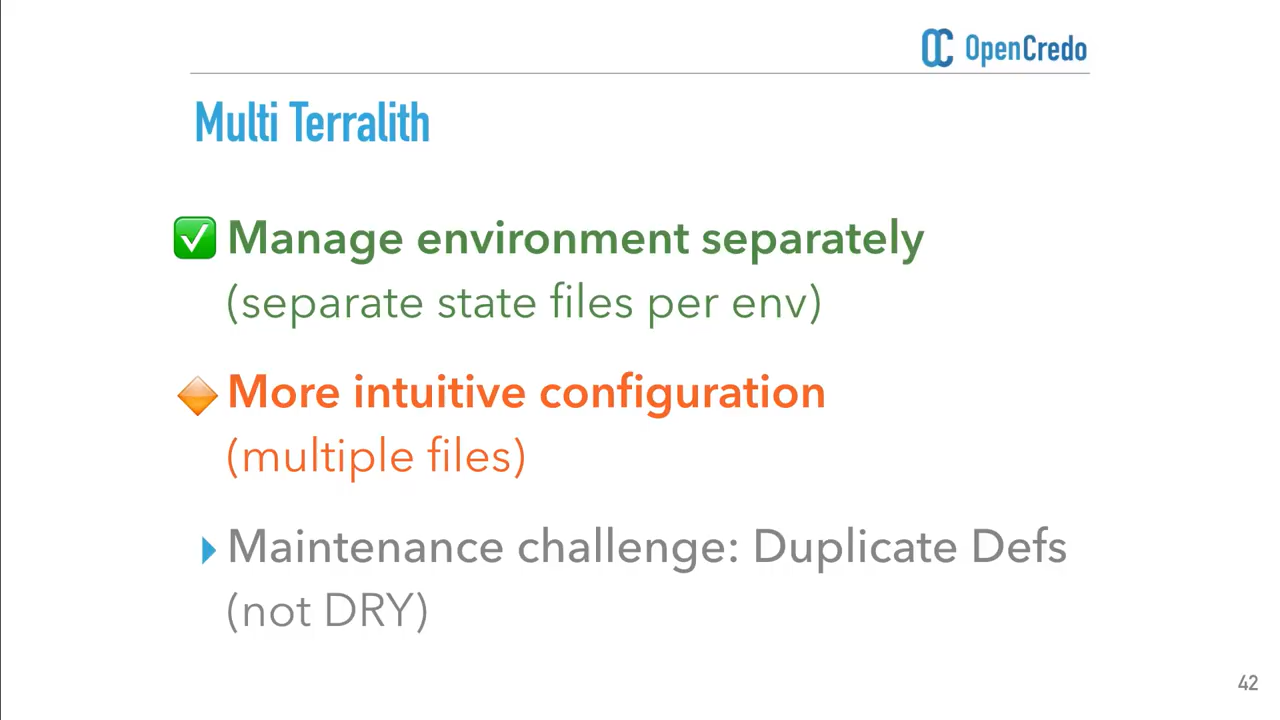 OpenCredo
Multi Terralith
✅ Manage environment separately
(separate state files per env)
🔶 More intuitive configuration
(multiple files)
Maintenance challenge: Duplicate Defs
(not DRY)
42